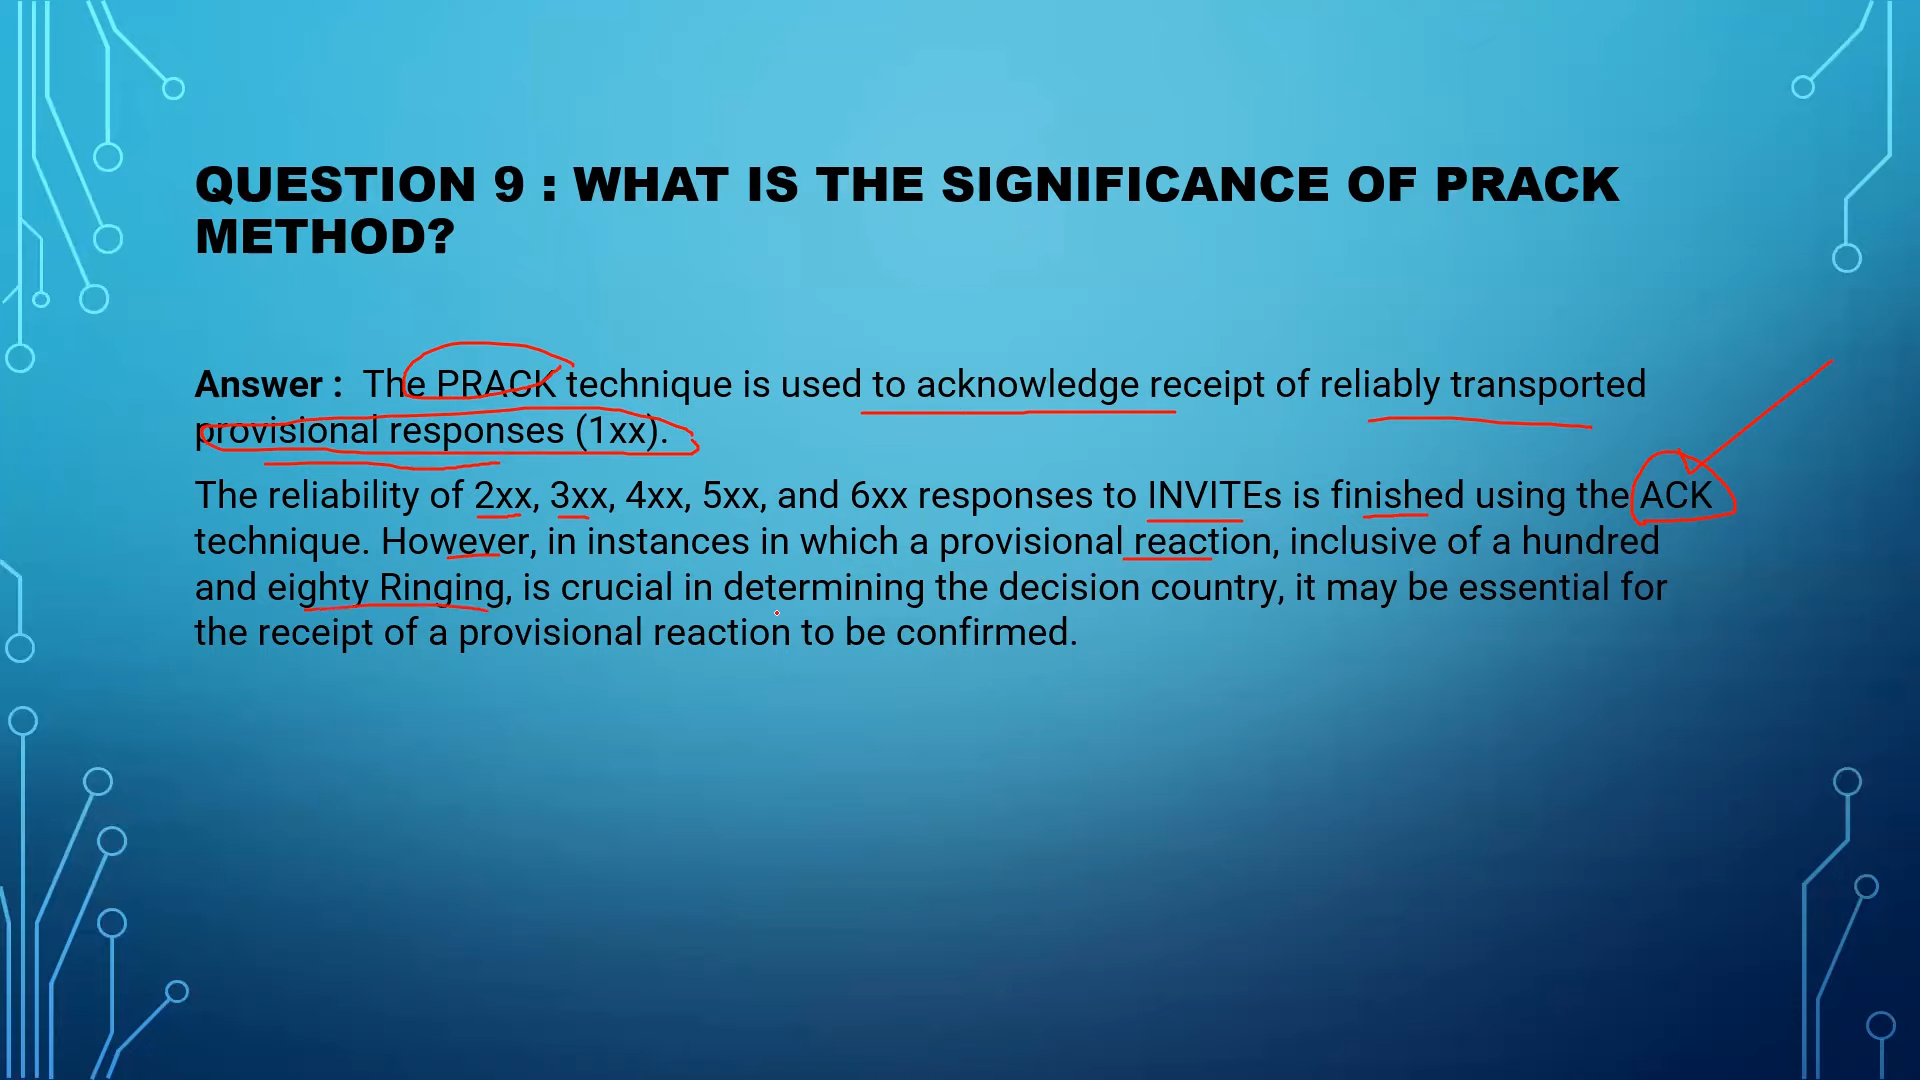 QUESTION 9 : WHAT IS THE SIGNIFICANCE OF PRACK
METHOD?
Answer : The PRACK technique is used to acknowledge receipt of reliably transported
provisional responses (1xx).
The reliability of 2xx, 3xx, 4xx, 5xx, and 6xx responses to INVITEs is finished using the ACK
technique. However, in instances in which a provisional reaction, inclusive of a hundred
and eighty Ringing, is crucial in determining the decision country, it may be essential for
the receipt of a provisional reaction to be confirmed.